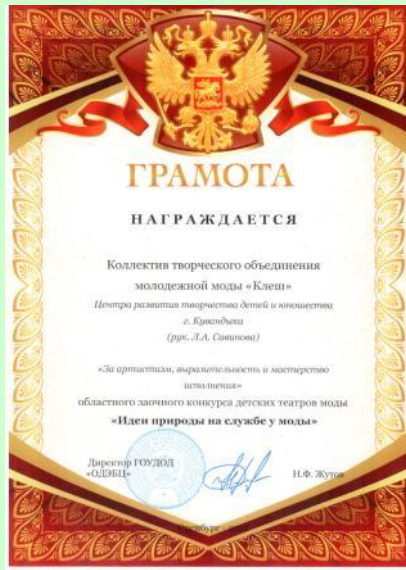 ГРАМОТА
НАГРАЖДАЕТСЯ
Коллектив творческого объединения
молодежной моды «Клеш»
Центра развития творчества детей и юношества
г. Кувандыка
(рук. Л.А. Савинова)
«За артистизм, выразительность и мастерство
исполнения»
областного заочного конкурса детских театров моды
«Идеи природы на службе у моды»
Директор ГОУДОД
«ОДЭБЦ»
Н.Ф. Жутов